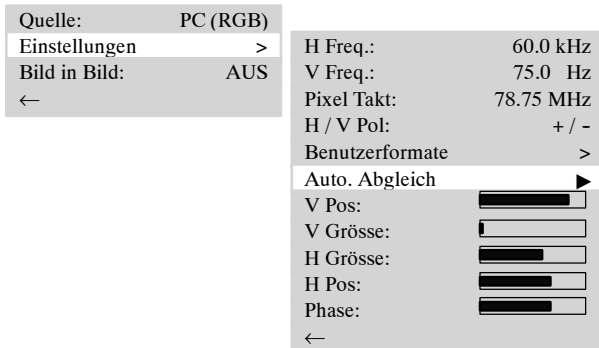 Quelle: PC (RGB)
Einstellungen >
Bild in Bild: AUS
←
H Freq.: 60.0 kHz
V Freq.: 75.0 Hz
Pixel Takt: 78.75 MHz
H / V Pol: + / -
Benutzerformate >
Auto. Abgleich ▶
V Pos:
V Grösse:
H Grösse:
H Pos:
Phase:
←